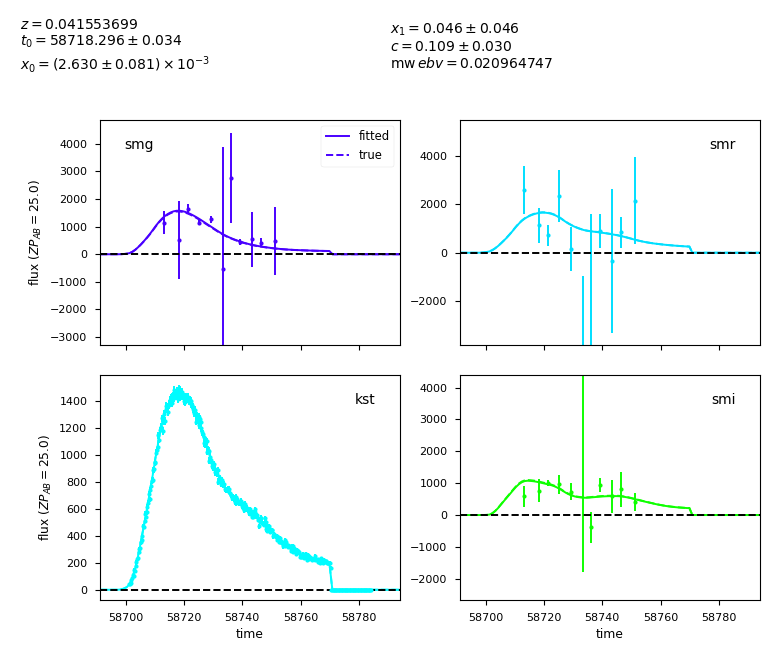 z = 0.041553699
t₀ = 58718.296 ± 0.034
x₀ = (2.630 ± 0.081) × 10⁻³
x₁ = 0.046 ± 0.046
c = 0.109 ± 0.030
mw ebv = 0.020964747
smg
fitted
true
4000
3000
2000
1000
0
−1000
−2000
−3000
flux (ZP_AB = 25.0)
smr
4000
2000
0
−2000
kst
1400
1200
1000
800
600
400
200
0
flux (ZP_AB = 25.0)
58700 58720 58740 58760 58780
time
smi
4000
3000
2000
1000
0
−1000
−2000
58700 58720 58740 58760 58780
time